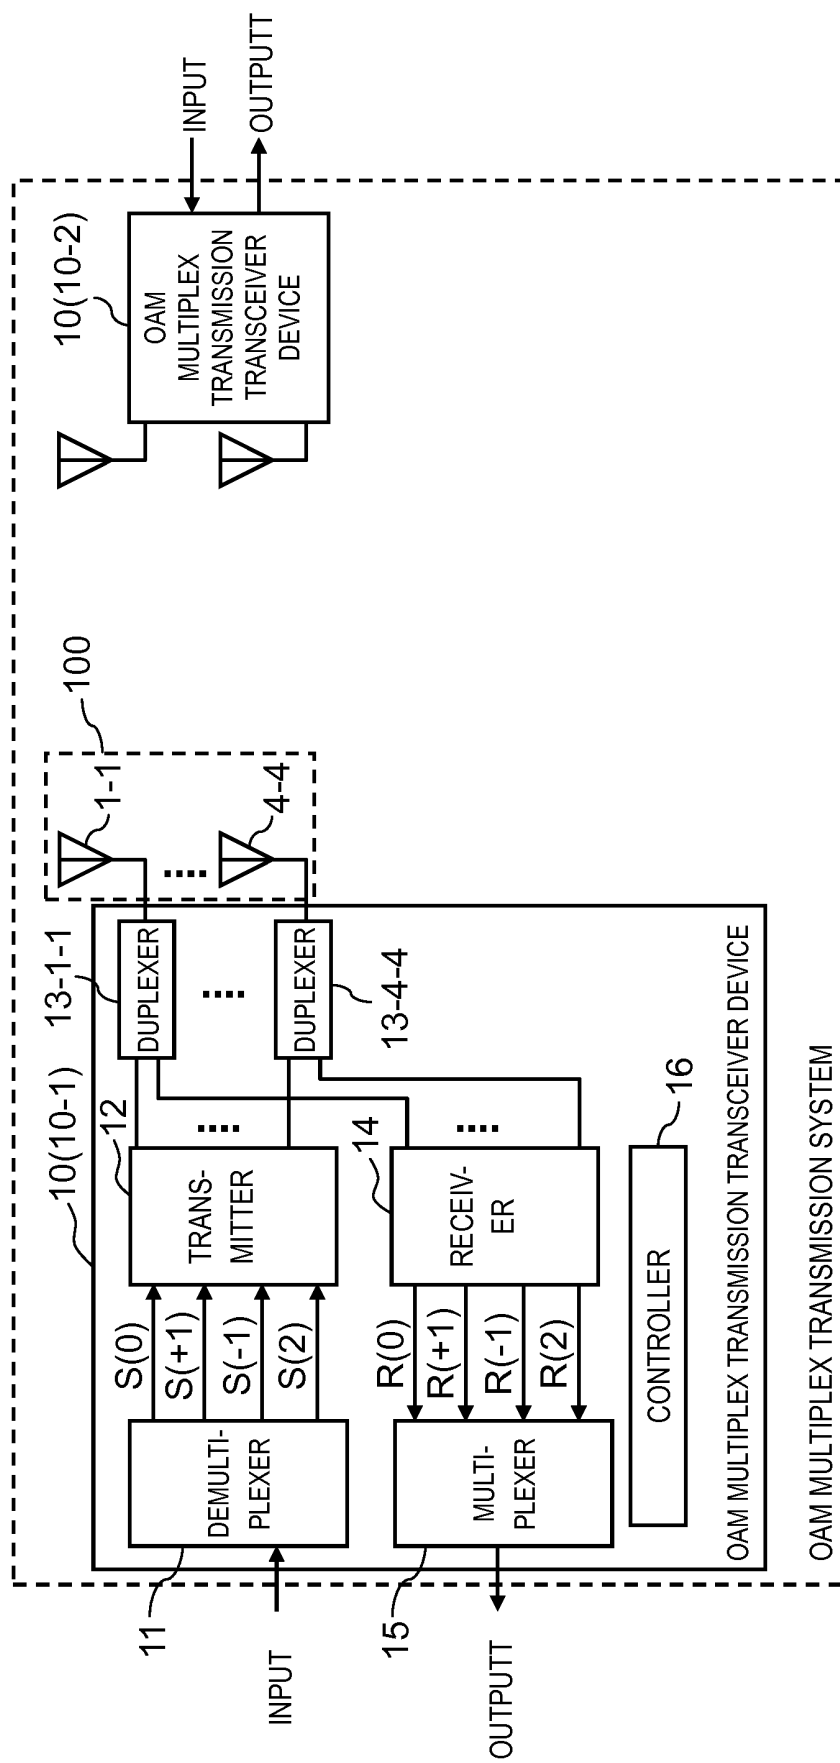 10(10-1)
13-1-1
1-1
100
10(10-2)
12
DUPLEXER
OAM
MULTIPLEX
TRANSMISSION
TRANSCEIVER
DEVICE
INPUT
OUTPUTT
11
DEMULTI-
PLEXER
S(0)
S(+1)
S(-1)
S(2)
TRANS-
MITTER
4-4
INPUT
DUPLEXER
13-4-4
14
15
MULTI-
PLEXER
R(0)
R(+1)
R(-1)
R(2)
RECEIV-
ER
OUTPUTT
CONTROLLER
16
OAM MULTIPLEX TRANSMISSION TRANSCEIVER DEVICE
OAM MULTIPLEX TRANSMISSION SYSTEM